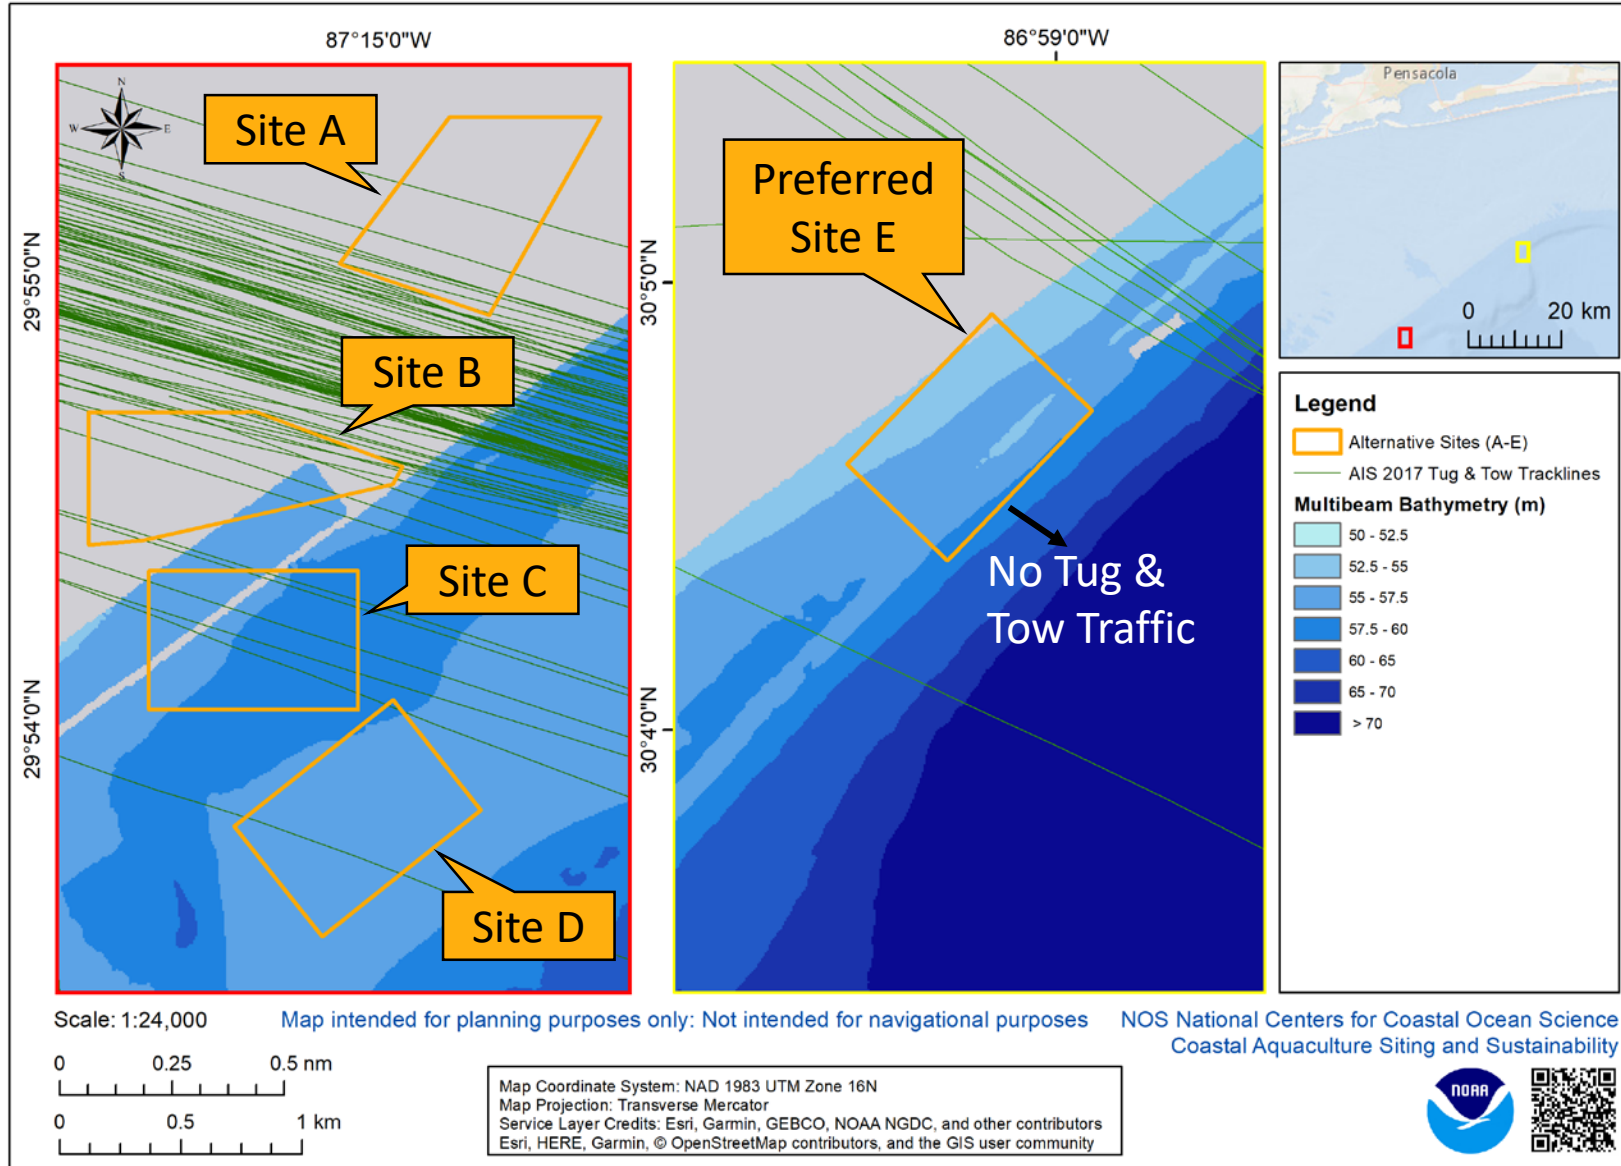 87°15'0"W
86°59'0"W
N
W
E
S
Site A
Site B
Site C
Site D
29°55'0"N
29°54'0"N
Preferred
Site E
No Tug &
Tow Traffic
30°5'0"N
30°4'0"N
Pensacola
0 20 km
Legend
Alternative Sites (A-E)
AIS 2017 Tug & Tow Tracklines
Multibeam Bathymetry (m)
50 - 52.5
52.5 - 55
55 - 57.5
57.5 - 60
60 - 65
65 - 70
> 70
Scale: 1:24,000
Map intended for planning purposes only: Not intended for navigational purposes
NOS National Centers for Coastal Ocean Science
Coastal Aquaculture Siting and Sustainability
0 0.25 0.5 nm
0 0.5 1 km
Map Coordinate System: NAD 1983 UTM Zone 16N
Map Projection: Transverse Mercator
Service Layer Credits: Esri, Garmin, GEBCO, NOAA NGDC, and other contributors
Esri, HERE, Garmin, © OpenStreetMap contributors, and the GIS user community
NOAA